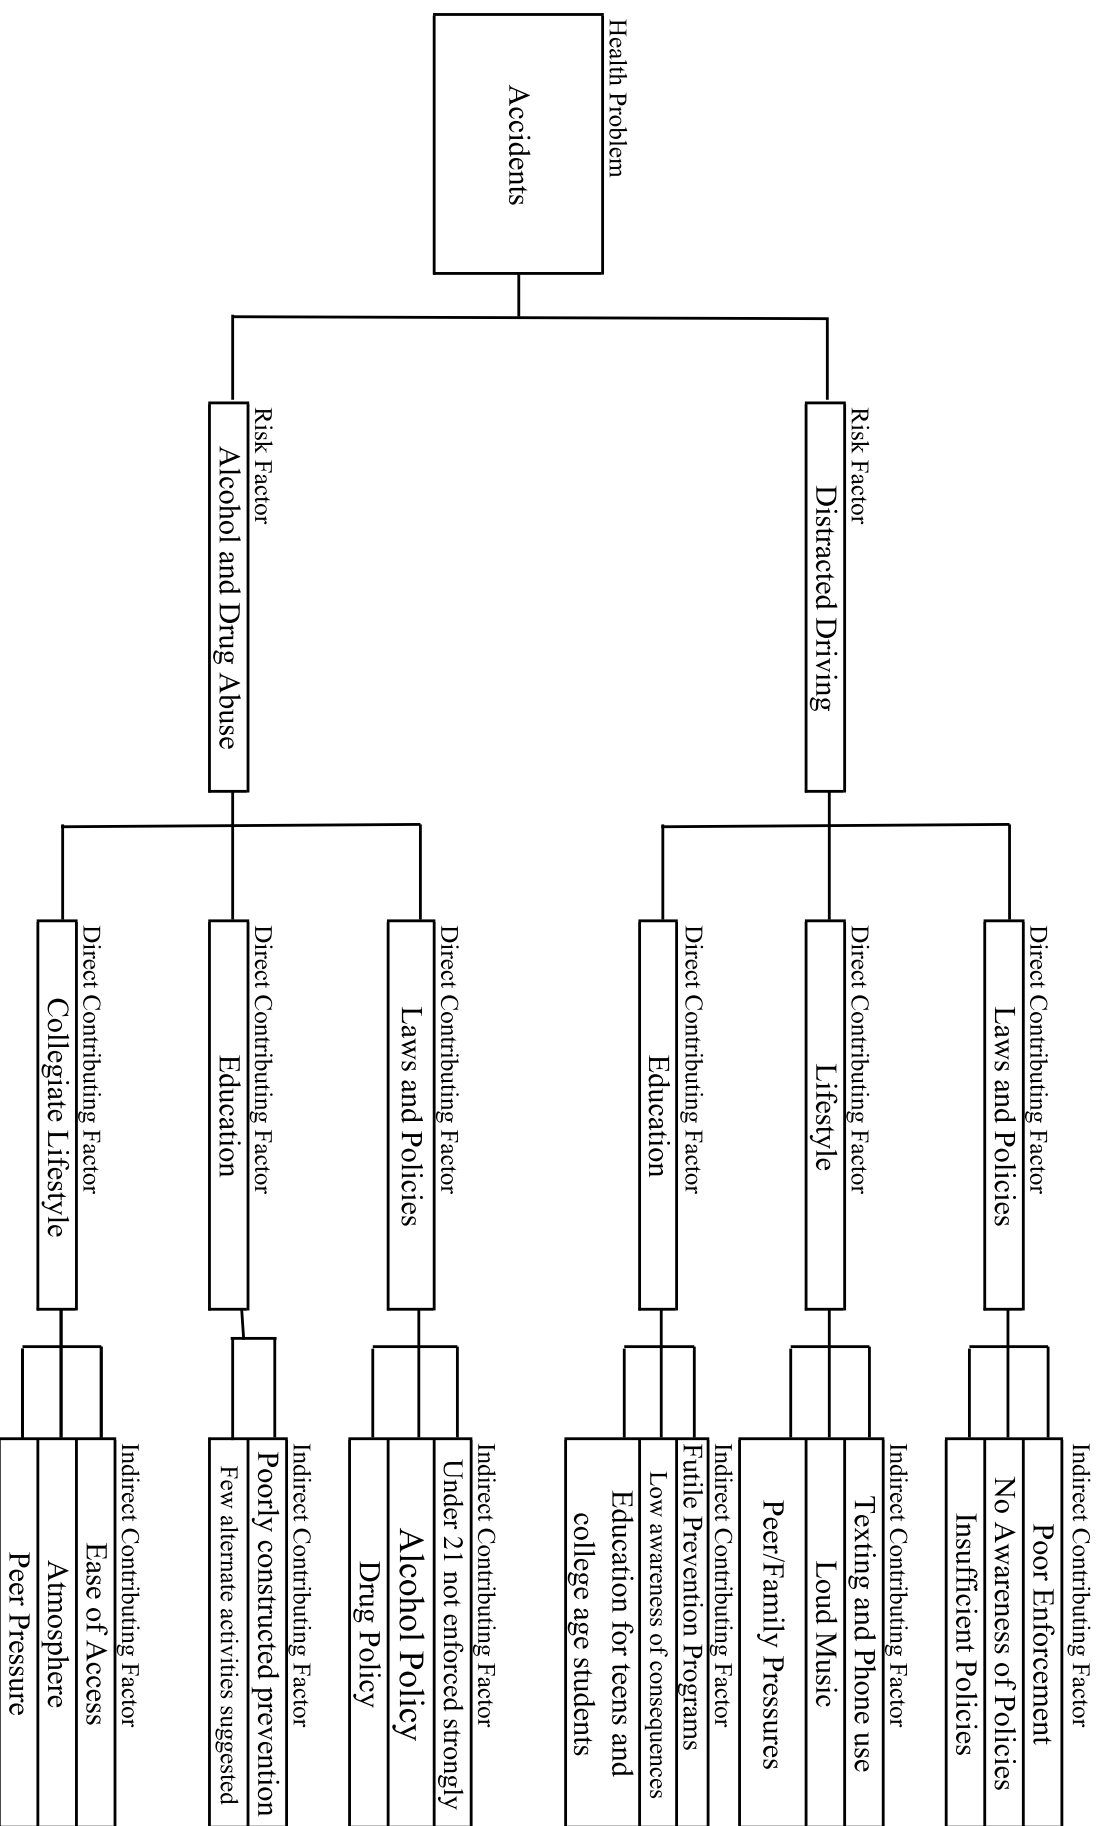 Health Problem
Accidents
Risk Factor
Distracted Driving
Direct Contributing Factor
Laws and Policies
Indirect Contributing Factor
Poor Enforcement
No Awareness of Policies
Insufficient Policies
Direct Contributing Factor
Lifestyle
Indirect Contributing Factor
Texting and Phone use
Loud Music
Peer/Family Pressures
Direct Contributing Factor
Education
Indirect Contributing Factor
Futile Prevention Programs
Low awareness of consequences
Education for teens and
college age students
Risk Factor
Alcohol and Drug Abuse
Direct Contributing Factor
Laws and Policies
Indirect Contributing Factor
Under 21 not enforced strongly
Alcohol Policy
Drug Policy
Direct Contributing Factor
Education
Indirect Contributing Factor
Poorly constructed prevention
Few alternate activities suggested
Direct Contributing Factor
Collegiate Lifestyle
Indirect Contributing Factor
Ease of Access
Atmosphere
Peer Pressure